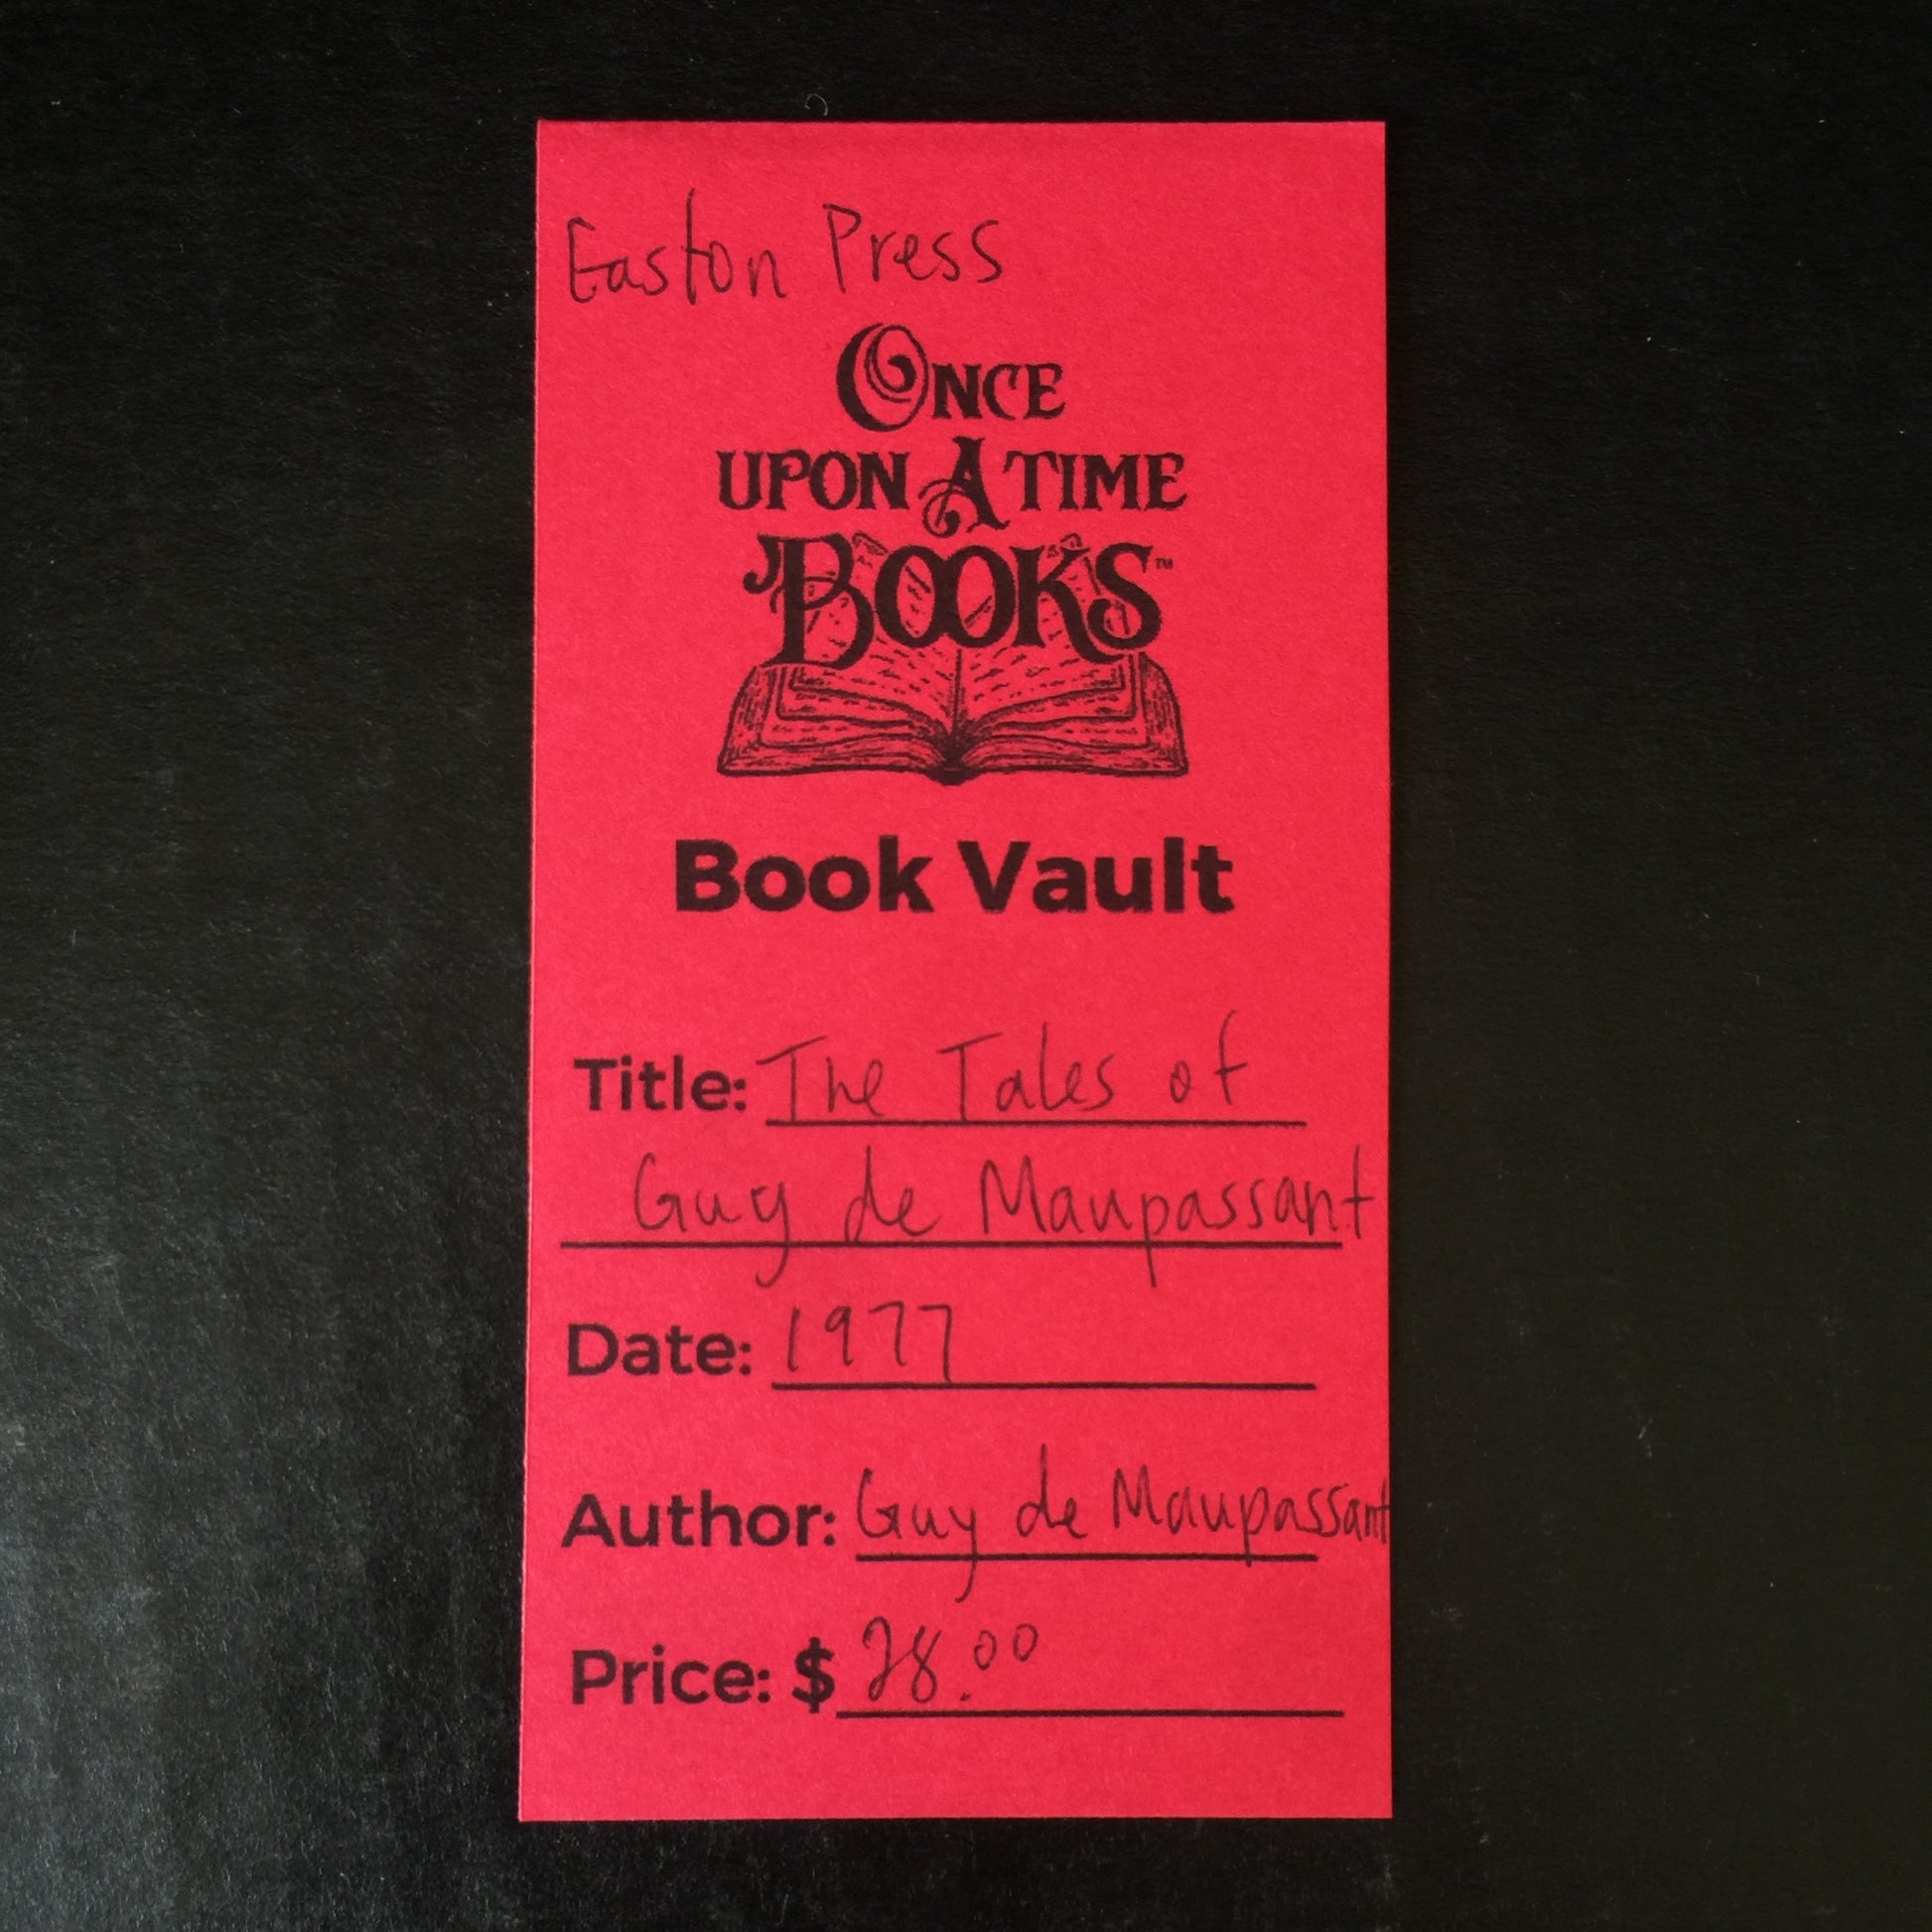 Easton Press
ONCE
UPON A TIME
BOOKS™
Book Vault
Title: The Tales of
Guy de Maupassant
Date: 1977
Author: Guy de Maupassant
Price: $ 28.00